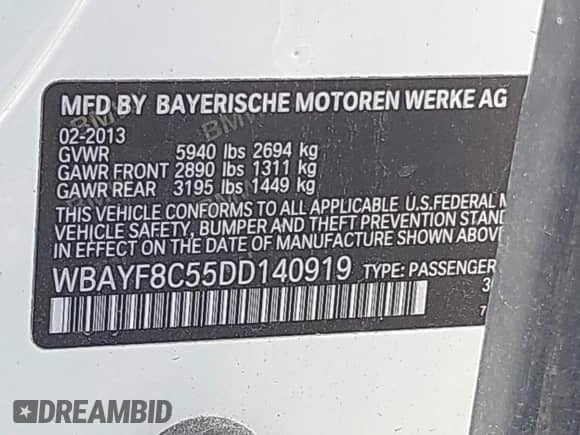 MFD BY BAYERISCHE MOTOREN WERKE AG
02-2013
GVWR 5940 lbs 2694 kg
GAWR FRONT 2890 lbs 1311 kg
GAWR REAR 3195 lbs 1449 kg
THIS VEHICLE CONFORMS TO ALL APPLICABLE U.S.FEDERAL M
VEHICLE SAFETY, BUMPER AND THEFT PREVENTION STAND
IN EFFECT ON THE DATE OF MANUFACTURE SHOWN ABOVE
WBAYF8C55DD140919 TYPE: PASSENGER
DREAMBID